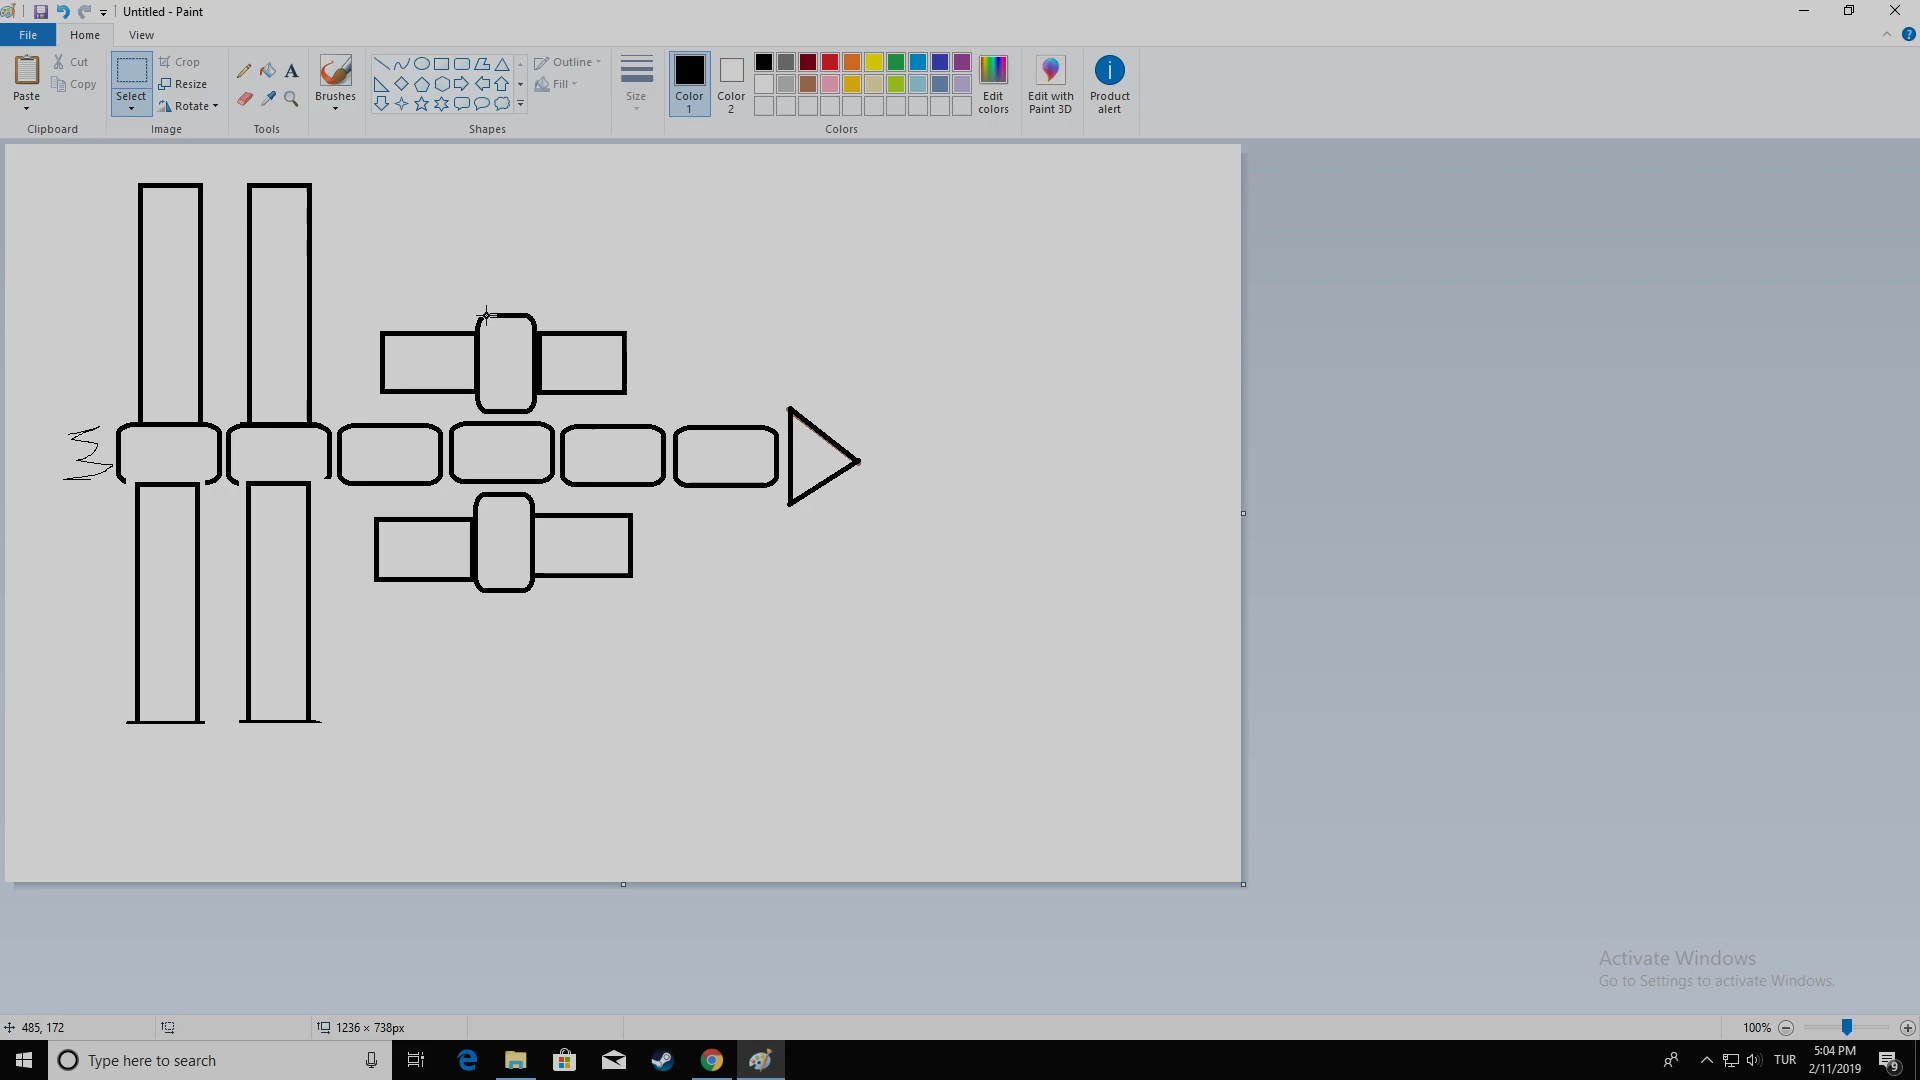 Untitled - Paint
File Home View
Paste
Cut
Copy
Clipboard
Select
Crop
Resize
Rotate
Image
Tools
Brushes
Shapes
Outline
Fill
Size
Color 1
Color 2
Colors
Edit colors
Edit with Paint 3D
Product alert
Activate Windows
Go to Settings to activate Windows.
485, 172
1236 × 738px
100%
Type here to search
TUR
5:04 PM
2/11/2019
9